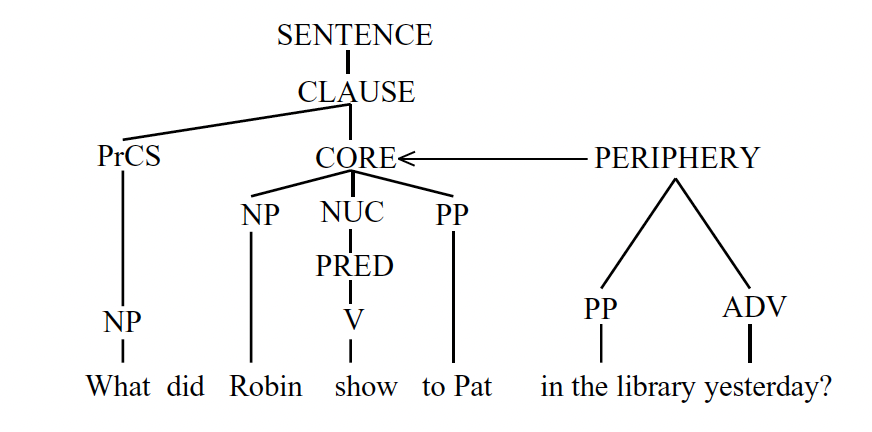 SENTENCE
CLAUSE
PrCS CORE PERIPHERY
NP NUC PP
PRED
PP ADV
NP V
What did Robin show to Pat in the library yesterday?